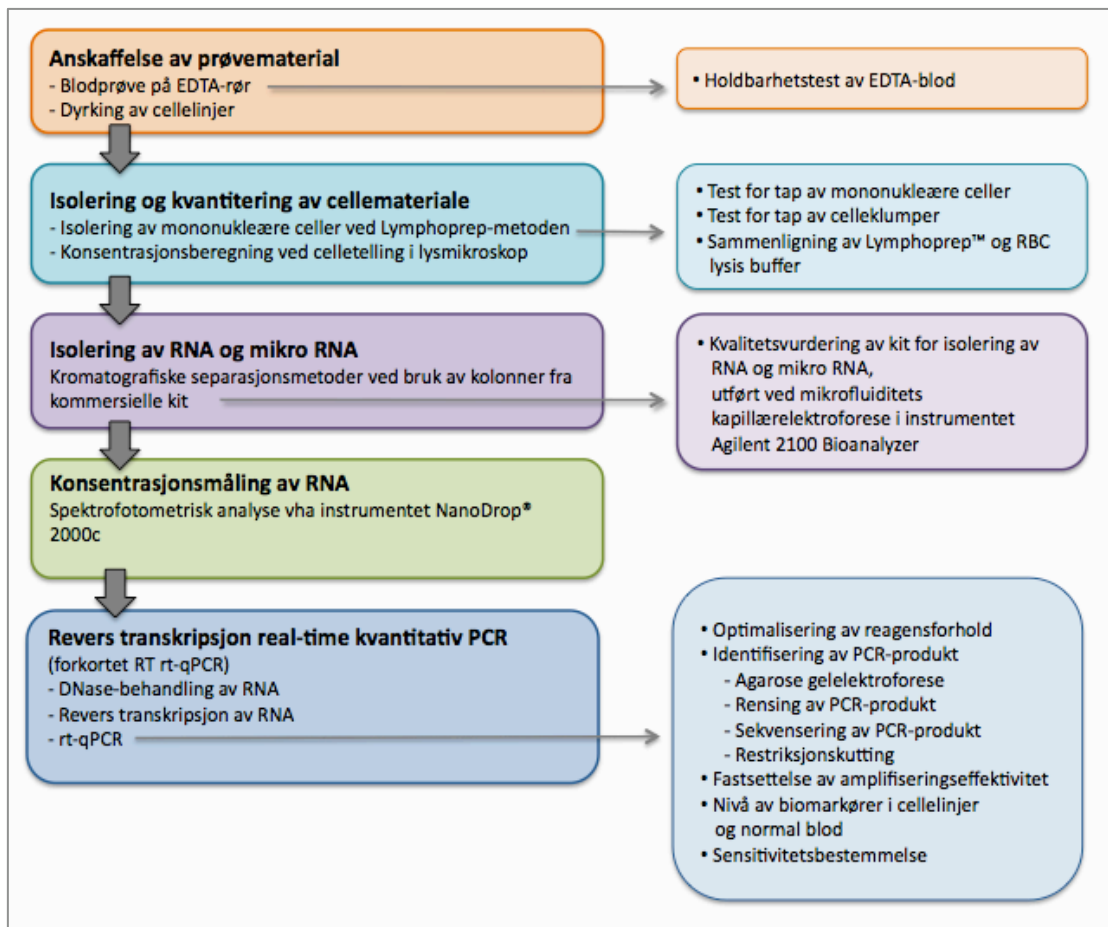 Anskaffelse av prøvematerial
- Blodprøve på EDTA-rør
- Dyrking av cellelinjer
• Holdbarhetstest av EDTA-blod
Isolering og kvantitering av cellemateriale
- Isolering av mononukleære celler ved Lymphoprep-metoden
- Konsentrasjonsberegning ved celletelling i lysmikroskop
• Test for tap av mononukleære celler
• Test for tap av celleklumper
• Sammenligning av Lymphoprep™ og RBC
lysis buffer
Isolering av RNA og mikro RNA
Kromatografiske separasjonsmetoder ved bruk av kolonner fra
kommersielle kit
• Kvalitetsvurdering av kit for isolering av
RNA og mikro RNA,
utført ved mikrofluiditets
kapillærelektroforese i instrumentet
Agilent 2100 Bioanalyzer
Konsentrasjonsmåling av RNA
Spektrofotometrisk analyse vha instrumentet NanoDrop®
2000c
Revers transkripsjon real-time kvantitativ PCR
(forkortet RT rt-qPCR)
- DNase-behandling av RNA
- Revers transkripsjon av RNA
- rt-qPCR
• Optimalisering av reagensforhold
• Identifisering av PCR-produkt
- Agarose gelelektroforese
- Rensing av PCR-produkt
- Sekvensering av PCR-produkt
- Restriksjonskutting
• Fastsettelse av amplifiseringseffektivitet
• Nivå av biomarkører i cellelinjer
og normal blod
• Sensitivitetsbestemmelse